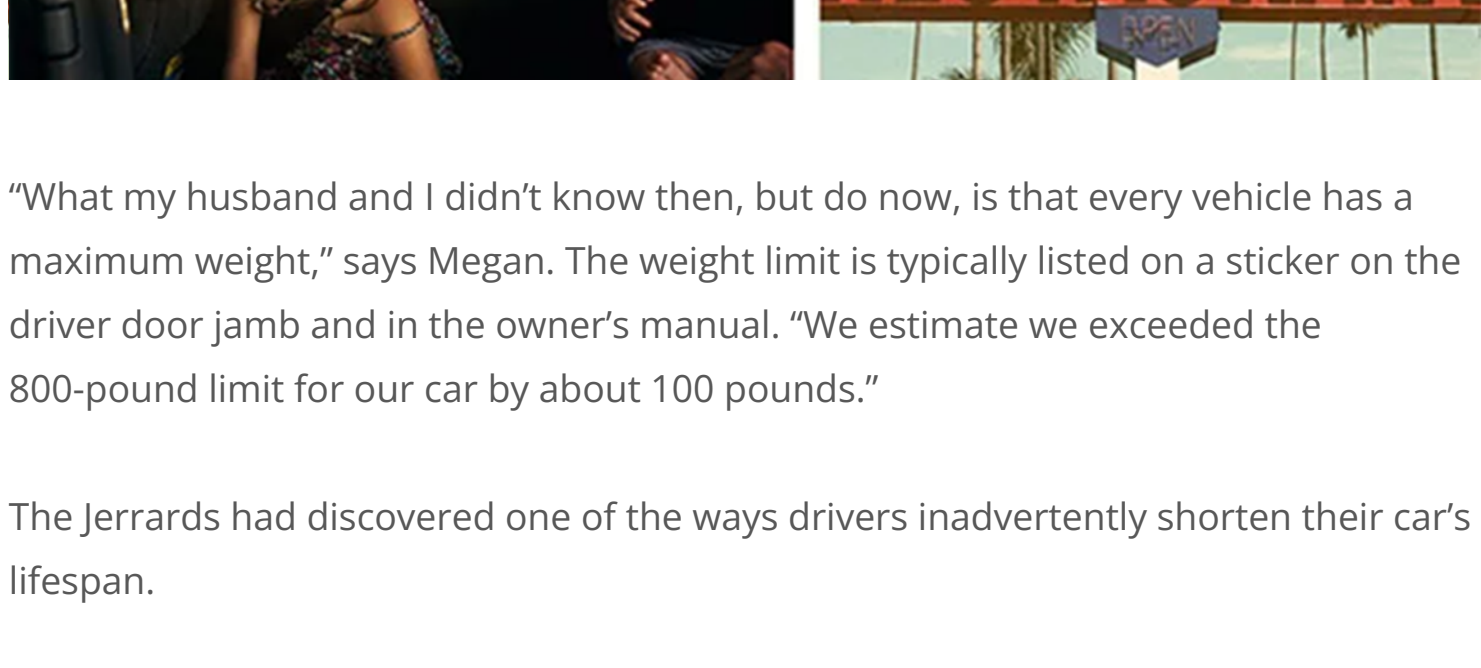 OPEN
“What my husband and I didn’t know then, but do now, is that every vehicle has a
maximum weight,” says Megan. The weight limit is typically listed on a sticker on the
driver door jamb and in the owner’s manual. “We estimate we exceeded the
800-pound limit for our car by about 100 pounds.”
The Jerrards had discovered one of the ways drivers inadvertently shorten their car’s
lifespan.